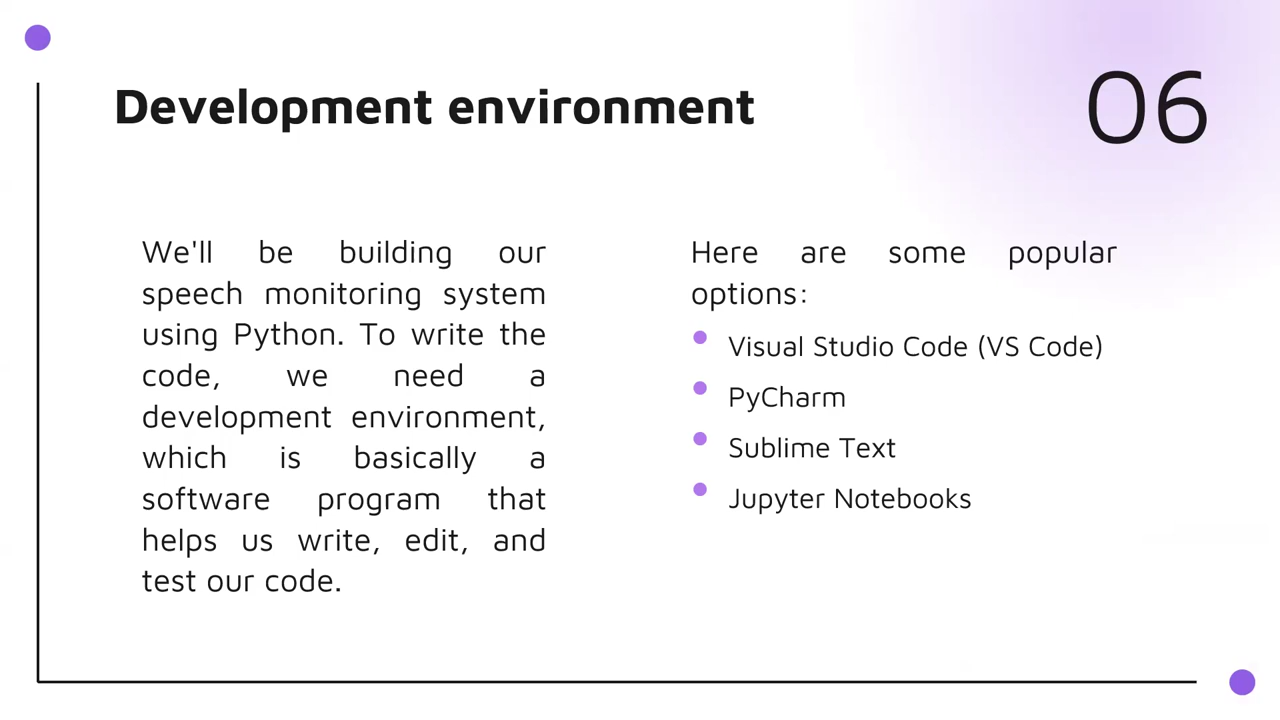 Development environment
06
We'll be building our
speech monitoring system
using Python. To write the
code, we need a
development environment,
which is basically a
software program that
helps us write, edit, and
test our code.
Here are some popular
options:
Visual Studio Code (VS Code)
PyCharm
Sublime Text
Jupyter Notebooks